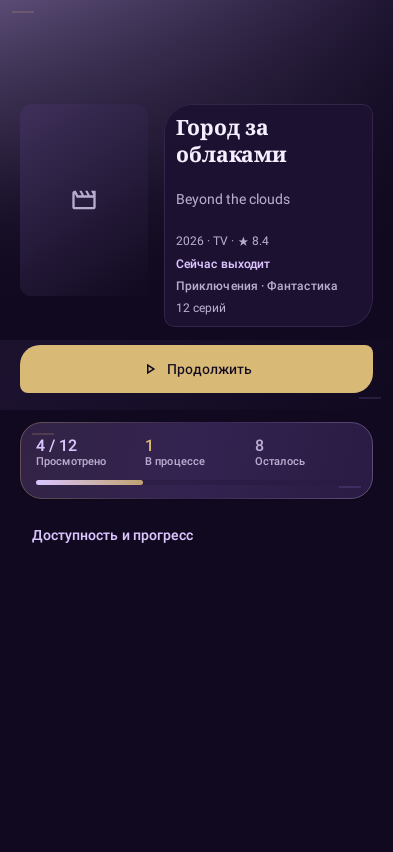 Город за
облаками
Beyond the clouds
2026 · TV · ★ 8.4
Сейчас выходит
Приключения · Фантастика
12 серий
Продолжить
4 / 12
Просмотрено
1
В процессе
8
Осталось
Доступность и прогресс